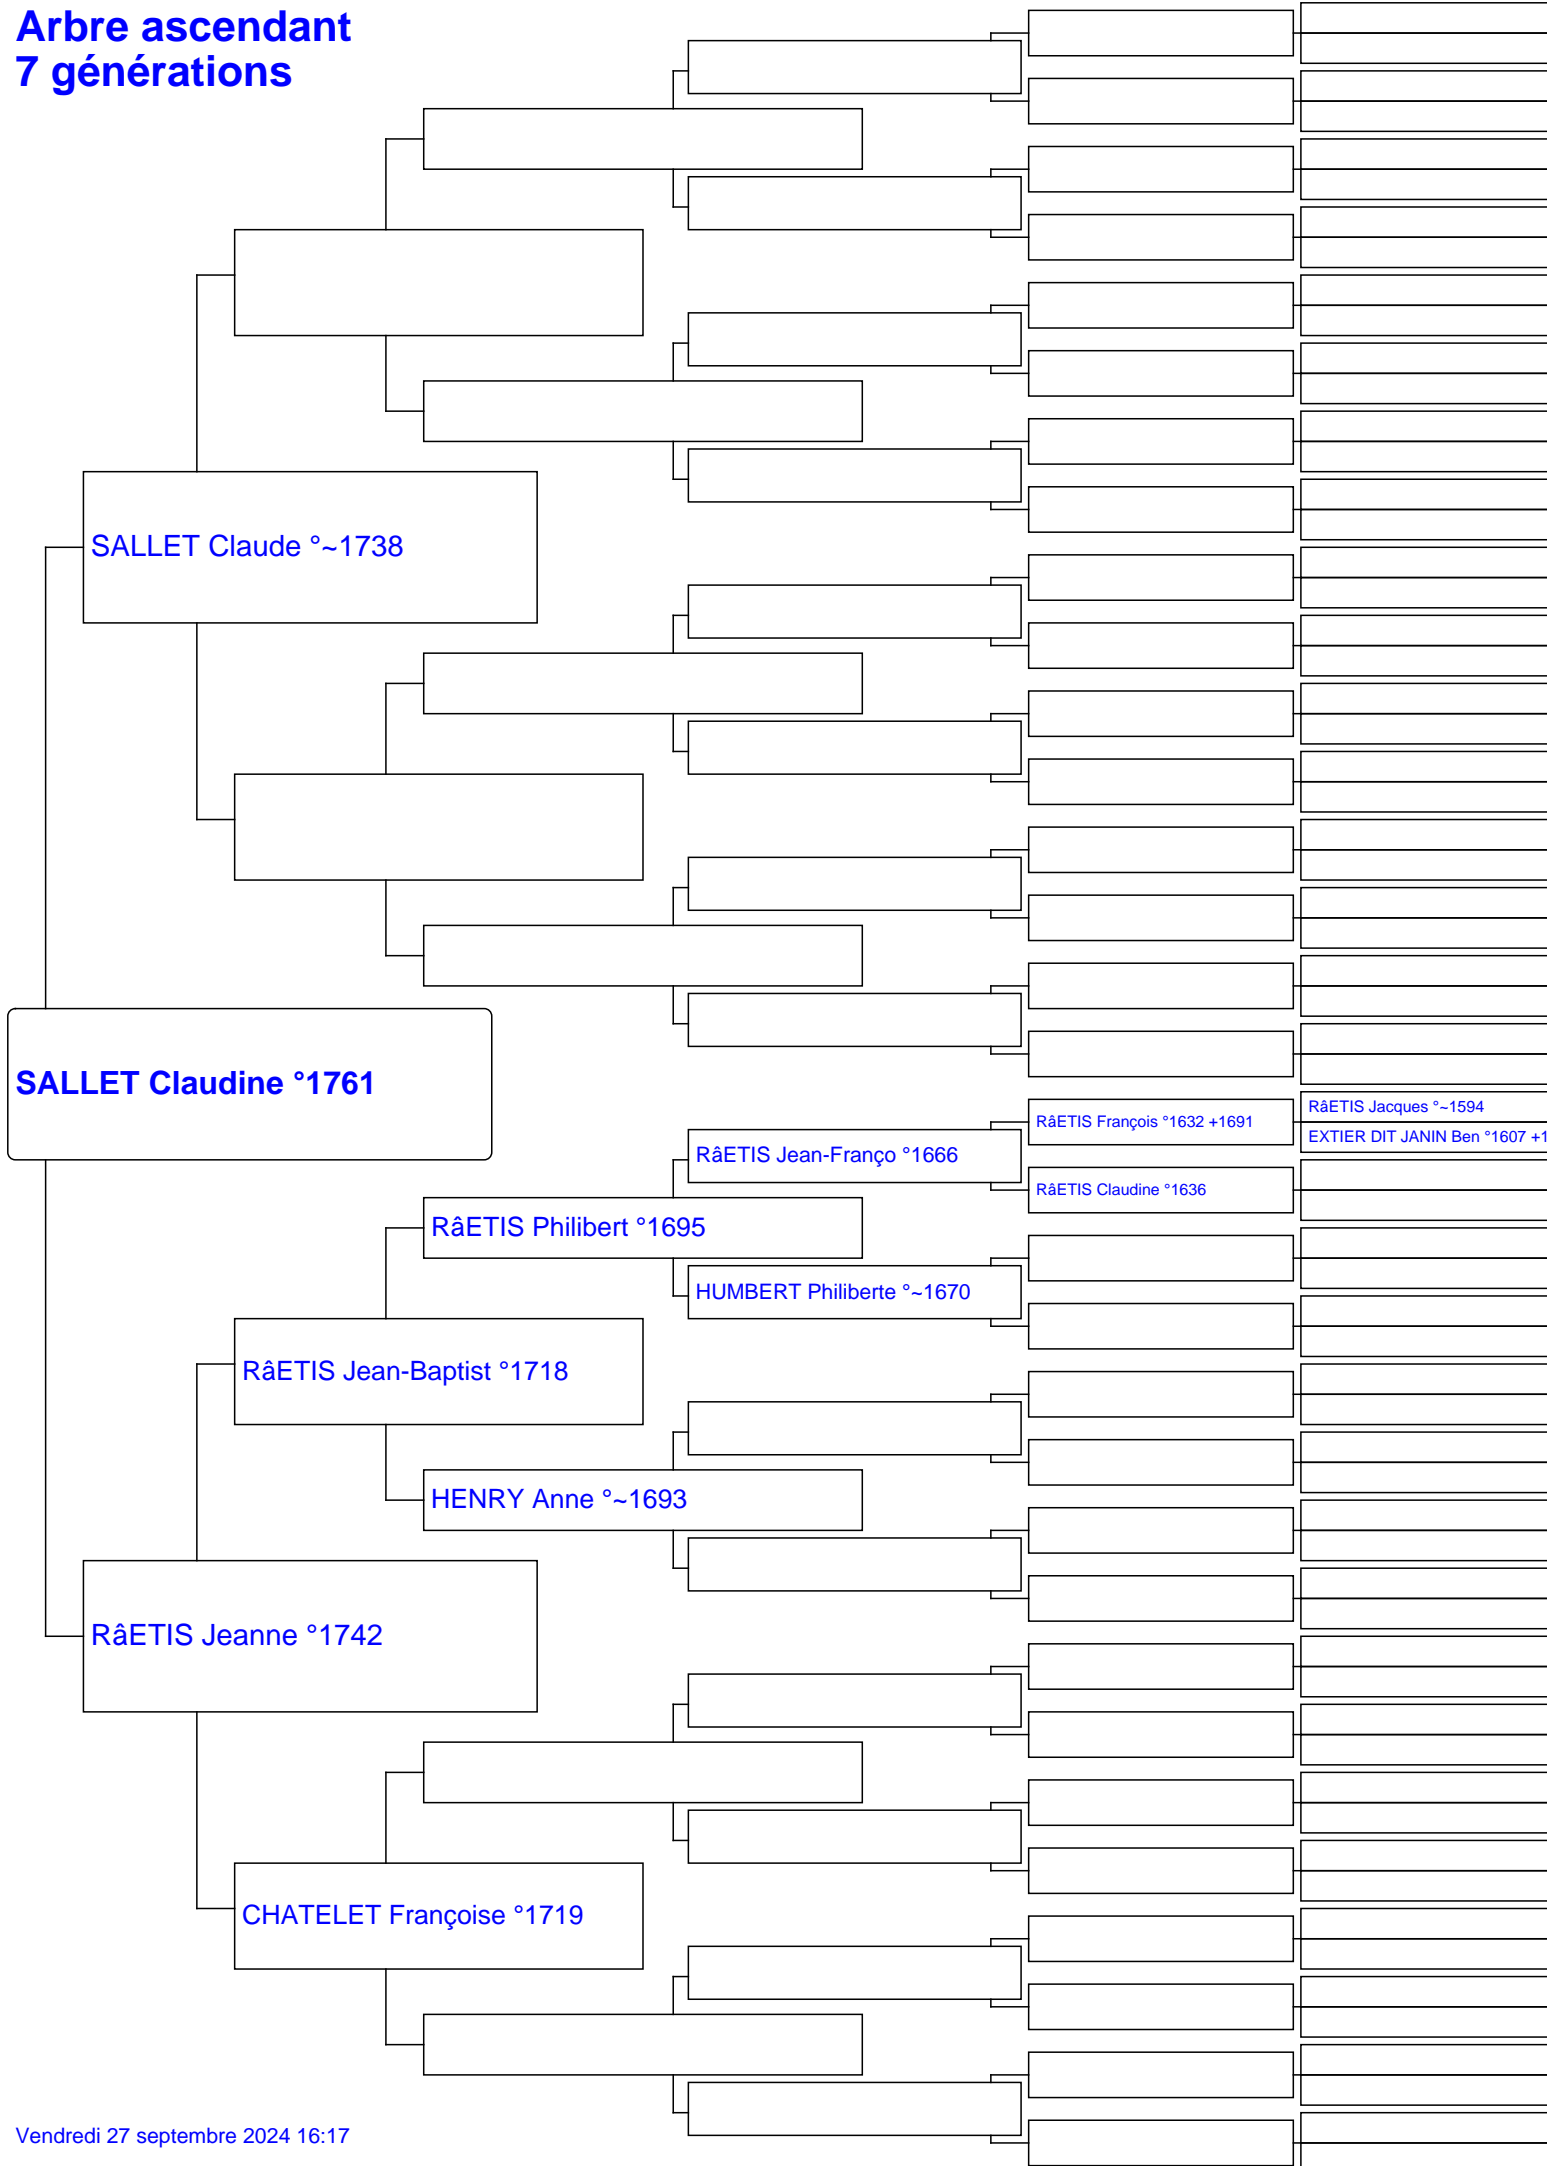 Arbre ascendant
7 générations
SALLET Claude °~1738
SALLET Claudine °1761
RâETIS Jacques °~1594
RâETIS François °1632 +1691
EXTIER DIT JANIN Ben °1607 +1
RâETIS Jean-Franço °1666
RâETIS Claudine °1636
RâETIS Philibert °1695
HUMBERT Philiberte °~1670
RâETIS Jean-Baptist °1718
HENRY Anne °~1693
RâETIS Jeanne °1742
CHATELET Françoise °1719
Vendredi 27 septembre 2024 16:17